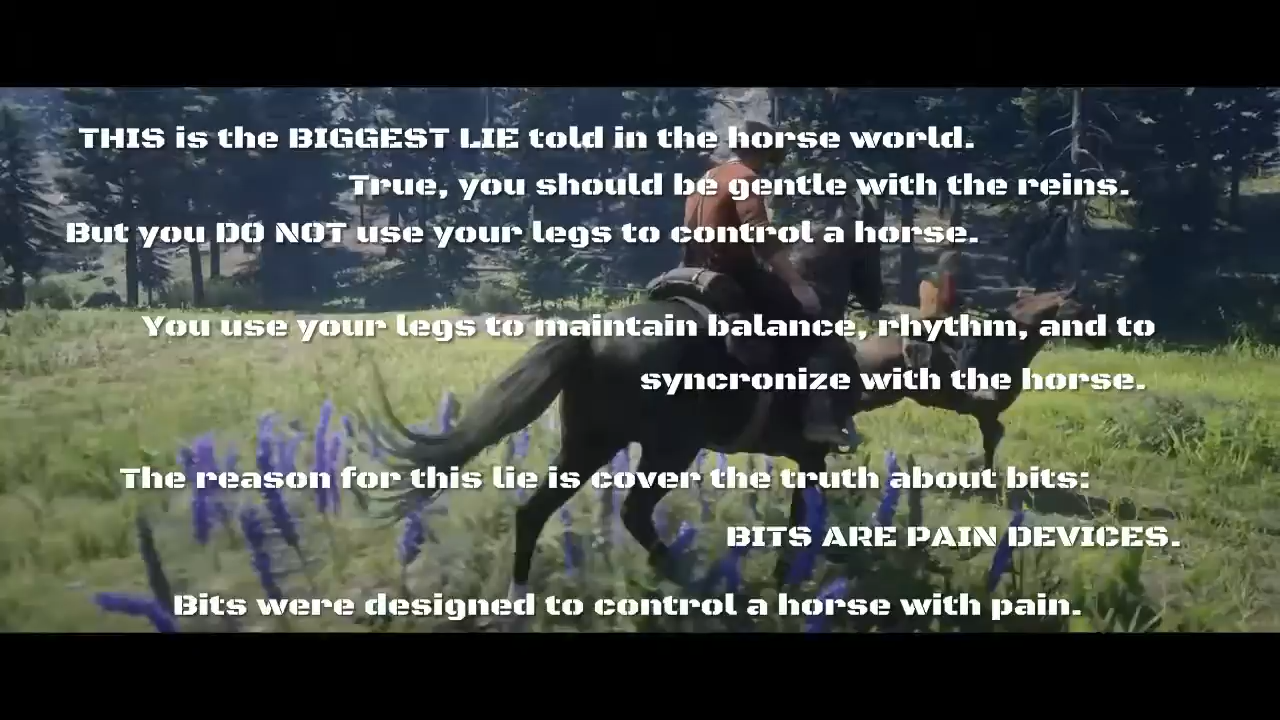 THIS is the BIGGEST LIE told in the horse world.
True, you should be gentle with the reins.
But you DO NOT use your legs to control a horse.
You use your legs to maintain balance, rhythm, and to
syncronize with the horse.
The reason for this lie is cover the truth about bits:
BITS ARE PAIN DEVICES.
Bits were designed to control a horse with pain.